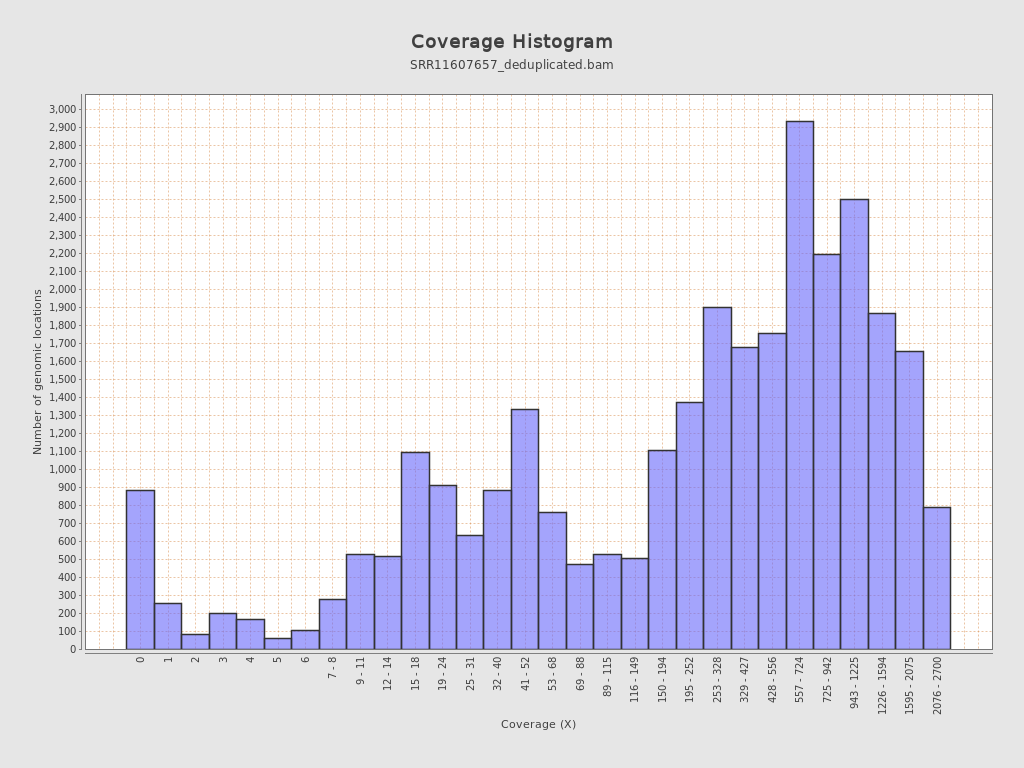 Coverage Histogram
SRR11607657_deduplicated.bam
Number of genomic locations
3,000
2,900
2,800
2,700
2,600
2,500
2,400
2,300
2,200
2,100
2,000
1,900
1,800
1,700
1,600
1,500
1,400
1,300
1,200
1,100
1,000
900
800
700
600
500
400
300
200
100
0
0
1
2
3
4
5
6
7 - 8
9 - 11
12 - 14
15 - 18
19 - 24
25 - 31
32 - 40
41 - 52
53 - 68
69 - 88
89 - 115
116 - 149
150 - 194
195 - 252
253 - 328
329 - 427
428 - 556
557 - 724
725 - 942
943 - 1225
1226 - 1594
1595 - 2075
2076 - 2700
Coverage (X)